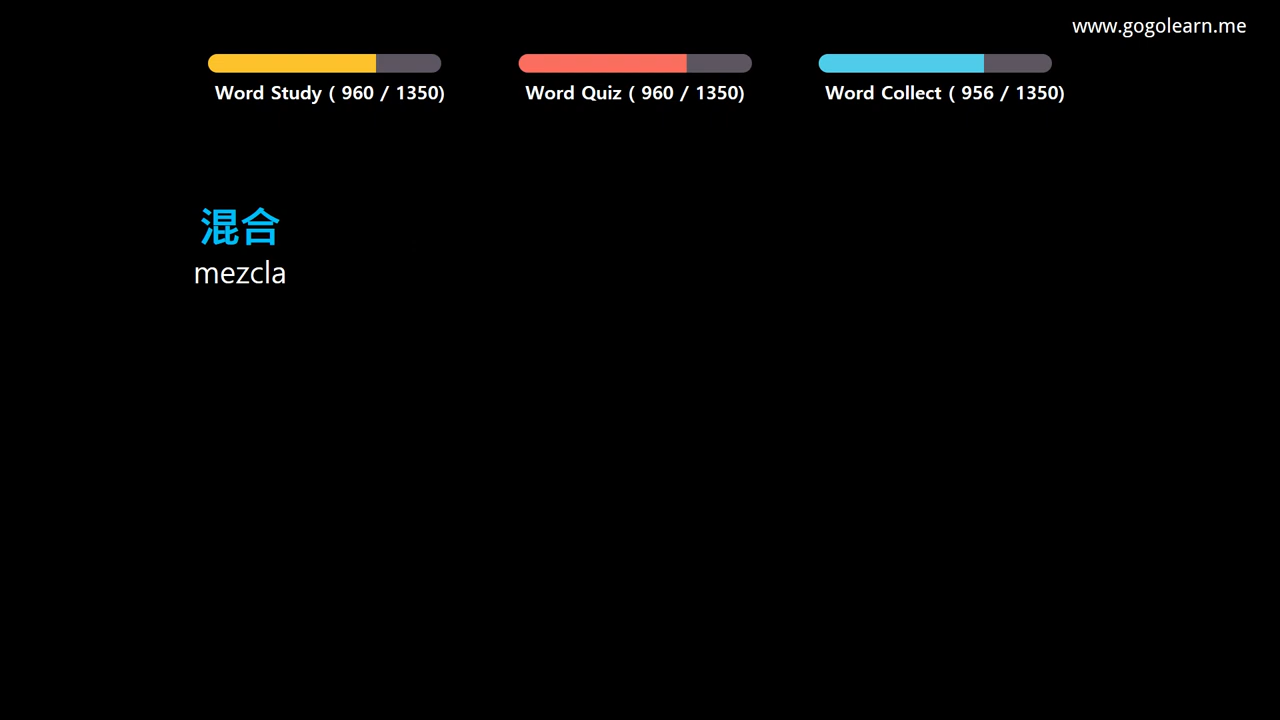 www.gogolearn.me
Word Study ( 960 / 1350)
Word Quiz ( 960 / 1350)
Word Collect ( 956 / 1350)
混合
mezcla